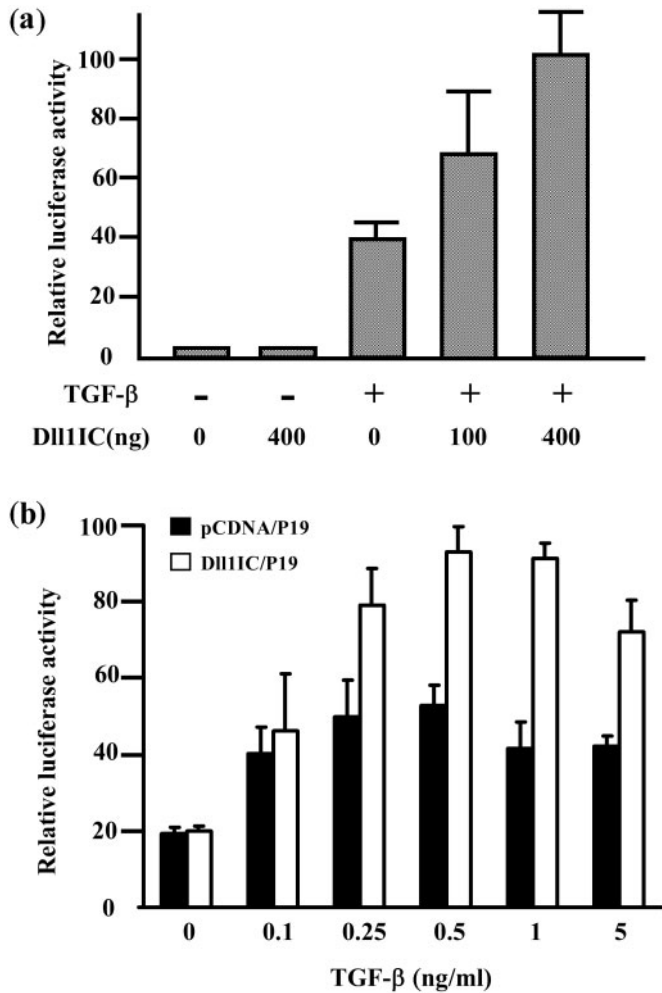 (a)
Relative luciferase activity
100
80
60
40
20
0
TGF-β - - + + +
Dll1IC(ng) 0 400 0 100 400
(b)
pCDNA/P19
Dll1IC/P19
Relative luciferase activity
100
80
60
40
20
0
0 0.1 0.25 0.5 1 5
TGF-β (ng/ml)